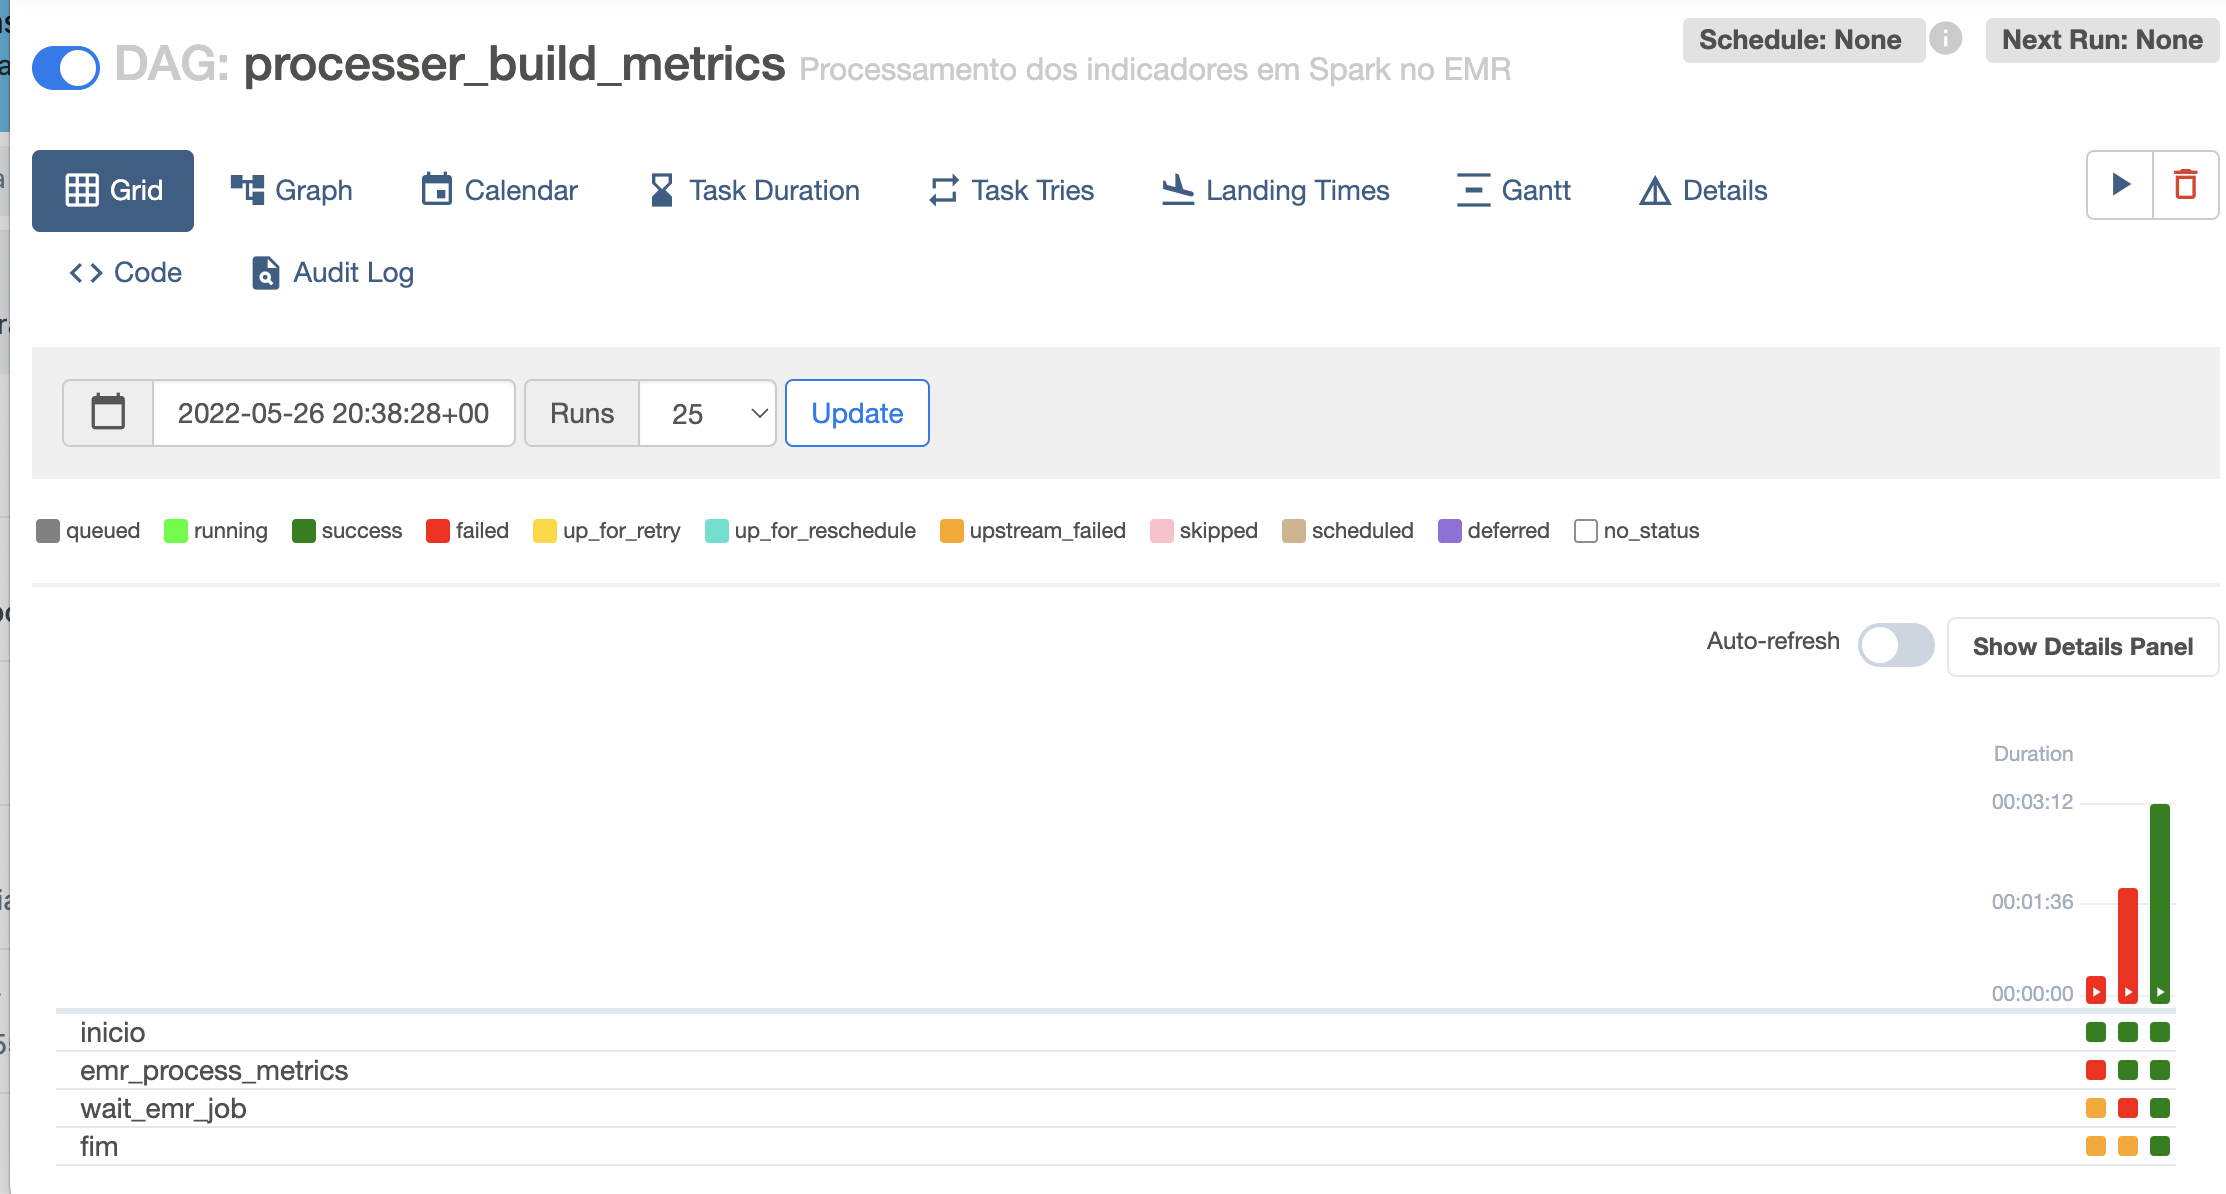 DAG: processer_build_metrics Processamento dos indicadores em Spark no EMR
Schedule: None
Next Run: None
Grid
Graph
Calendar
Task Duration
Task Tries
Landing Times
Gantt
Details
Code
Audit Log
2022-05-26 20:38:28+00
Runs
25
Update
queued
running
success
failed
up_for_retry
up_for_reschedule
upstream_failed
skipped
scheduled
deferred
no_status
Auto-refresh
Show Details Panel
Duration
00:03:12
00:01:36
00:00:00
inicio
emr_process_metrics
wait_emr_job
fim